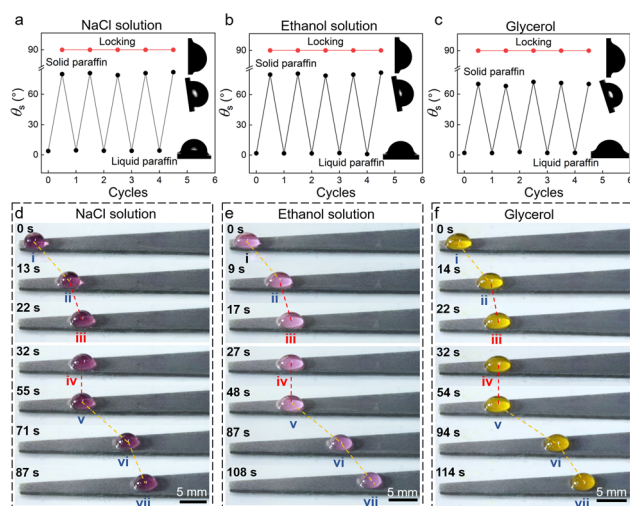 a NaCl solution
90
Locking
Solid paraffin
60
30
0
Liquid paraffin
θs (°)
0 1 2 3 4 5 6
Cycles
b Ethanol solution
90
Locking
Solid paraffin
60
30
0
Liquid paraffin
θs (°)
0 1 2 3 4 5 6
Cycles
c Glycerol
90
Locking
Solid paraffin
60
30
0
Liquid paraffin
θs (°)
0 1 2 3 4 5 6
Cycles
d NaCl solution
0 s
i
13 s
ii
22 s
iii
32 s
iv
55 s
v
71 s
vi
87 s
vii
5 mm
e Ethanol solution
0 s
i
9 s
ii
17 s
iii
27 s
iv
48 s
v
87 s
vi
108 s
vii
5 mm
f Glycerol
0 s
i
14 s
ii
22 s
iii
32 s
iv
54 s
v
94 s
vi
114 s
vii
5 mm